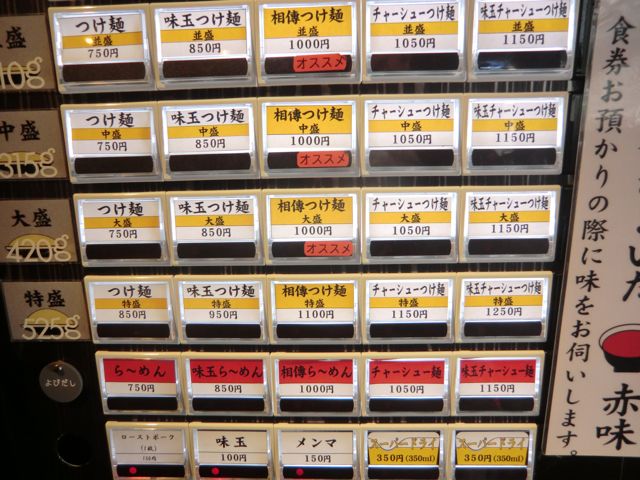 つけ麺
並盛
750円
味玉つけ麺
並盛
850円
相傳つけ麺
並盛
1000円
オススメ
チャーシューつけ麺
並盛
1050円
味玉チャーシューつけ麺
並盛
1150円
中盛
315g
つけ麺
中盛
750円
味玉つけ麺
中盛
850円
相傳つけ麺
中盛
1000円
オススメ
チャーシューつけ麺
中盛
1050円
味玉チャーシューつけ麺
中盛
1150円
大盛
420g
つけ麺
大盛
750円
味玉つけ麺
大盛
850円
相傳つけ麺
大盛
1000円
オススメ
チャーシューつけ麺
大盛
1050円
味玉チャーシューつけ麺
大盛
1150円
特盛
525g
つけ麺
特盛
850円
味玉つけ麺
特盛
950円
相傳つけ麺
特盛
1100円
チャーシューつけ麺
特盛
1150円
味玉チャーシューつけ麺
特盛
1250円
よびだし
ら〜めん
750円
味玉ら〜めん
850円
相傳ら〜めん
1000円
チャーシュー麺
1050円
味玉チャーシュー麺
1150円
ローストポーク
味玉
100円
メンマ
150円
スーパードライ
350円(350ml)
スーパードライ
350円(350ml)
食券お預かりの際に味をお伺いします。
赤味